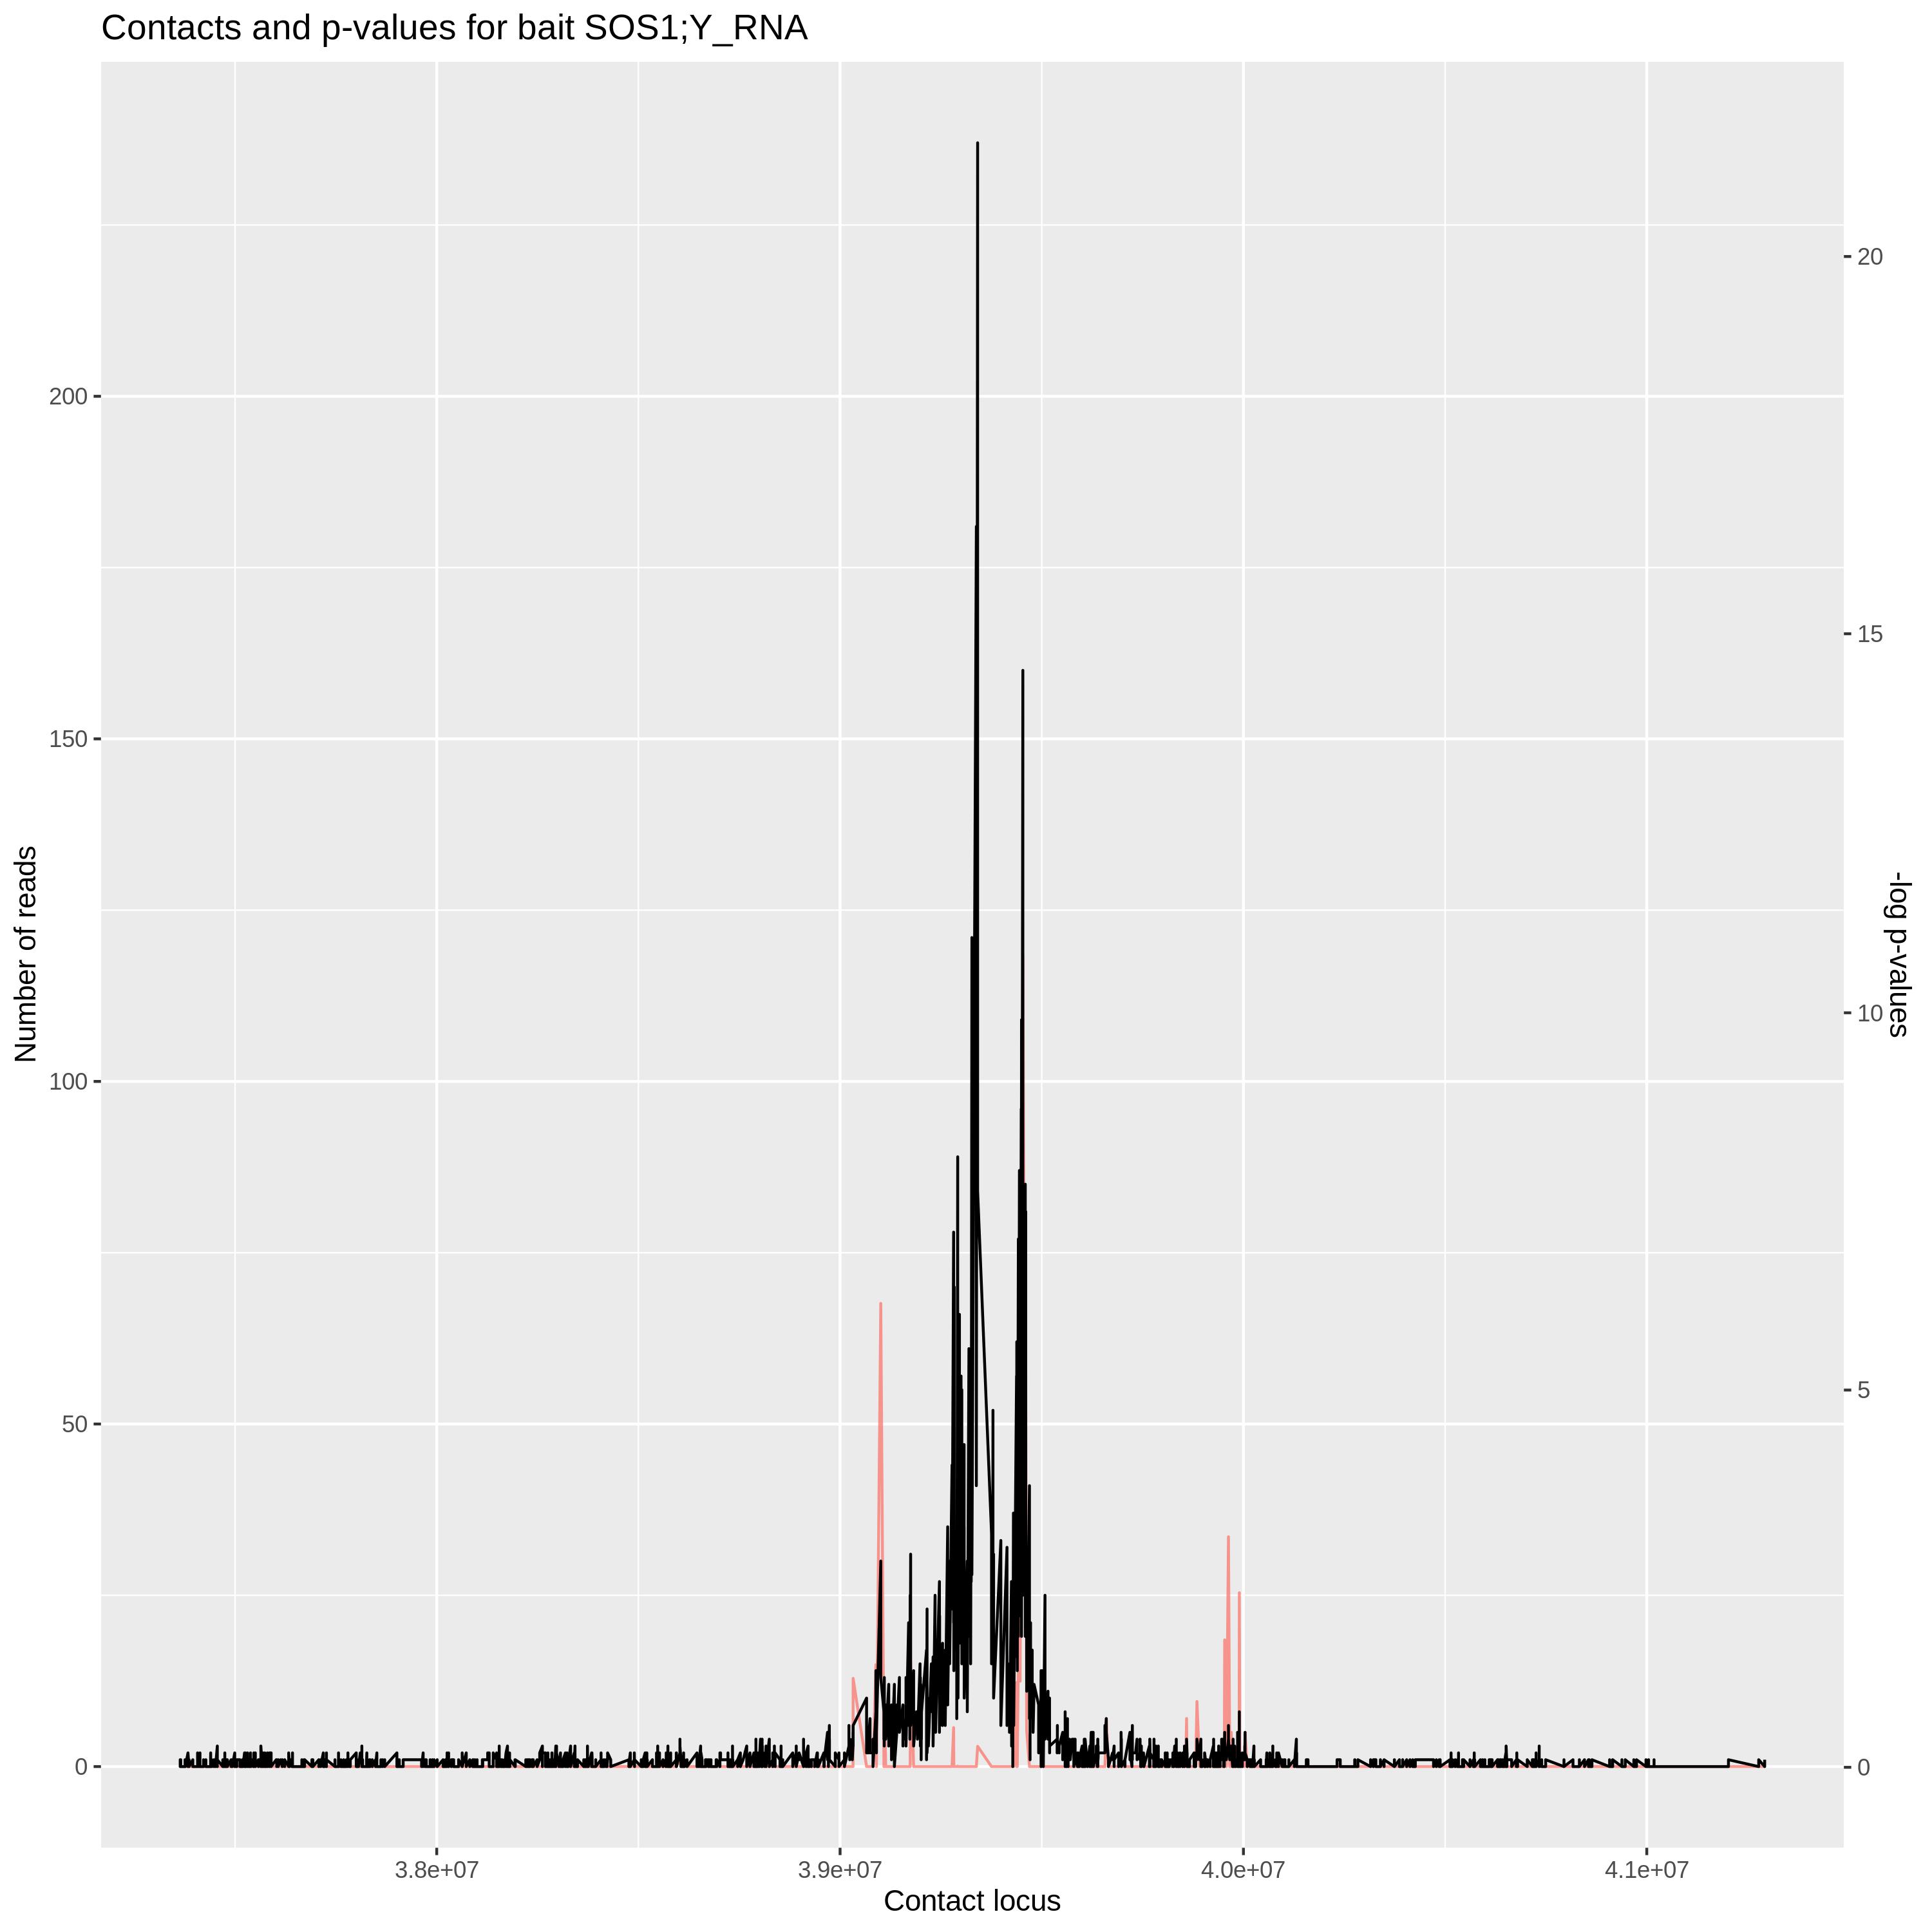 Contacts and p-values for bait SOS1;Y_RNA
200
150
100
50
0
Number of reads
20
15
10
5
0
-log p-values
3.8e+07 3.9e+07 4.0e+07 4.1e+07
Contact locus